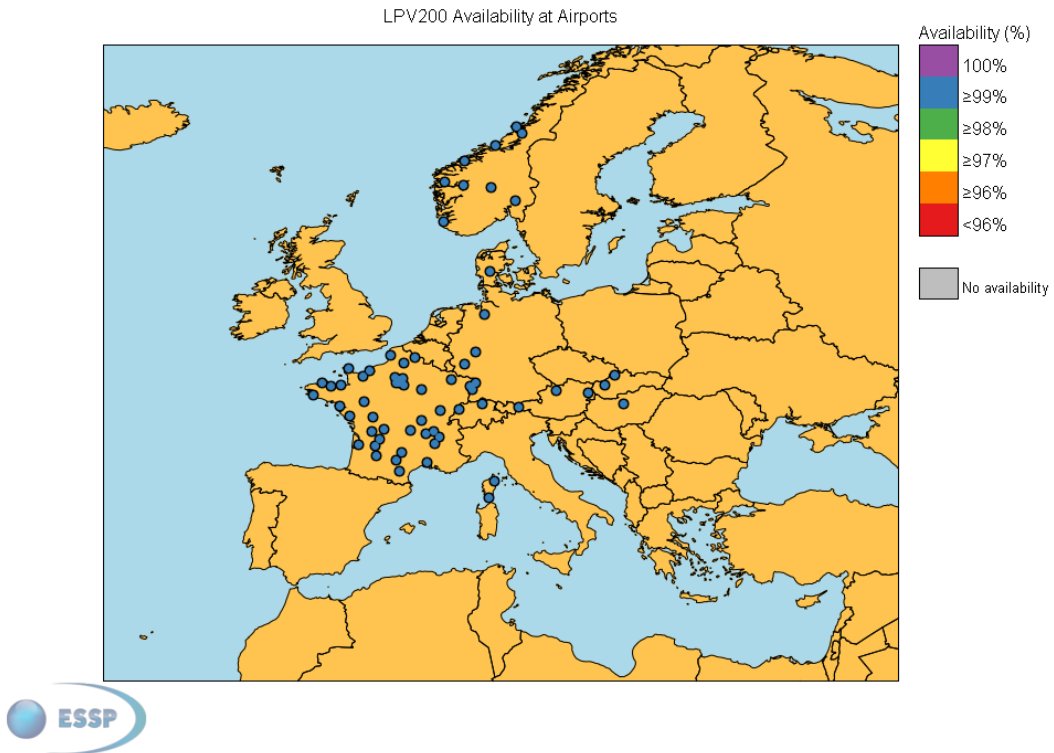 LPV200 Availability at Airports
Availability (%)
100%
≥99%
≥98%
≥97%
≥96%
<96%
No availability
ESSP